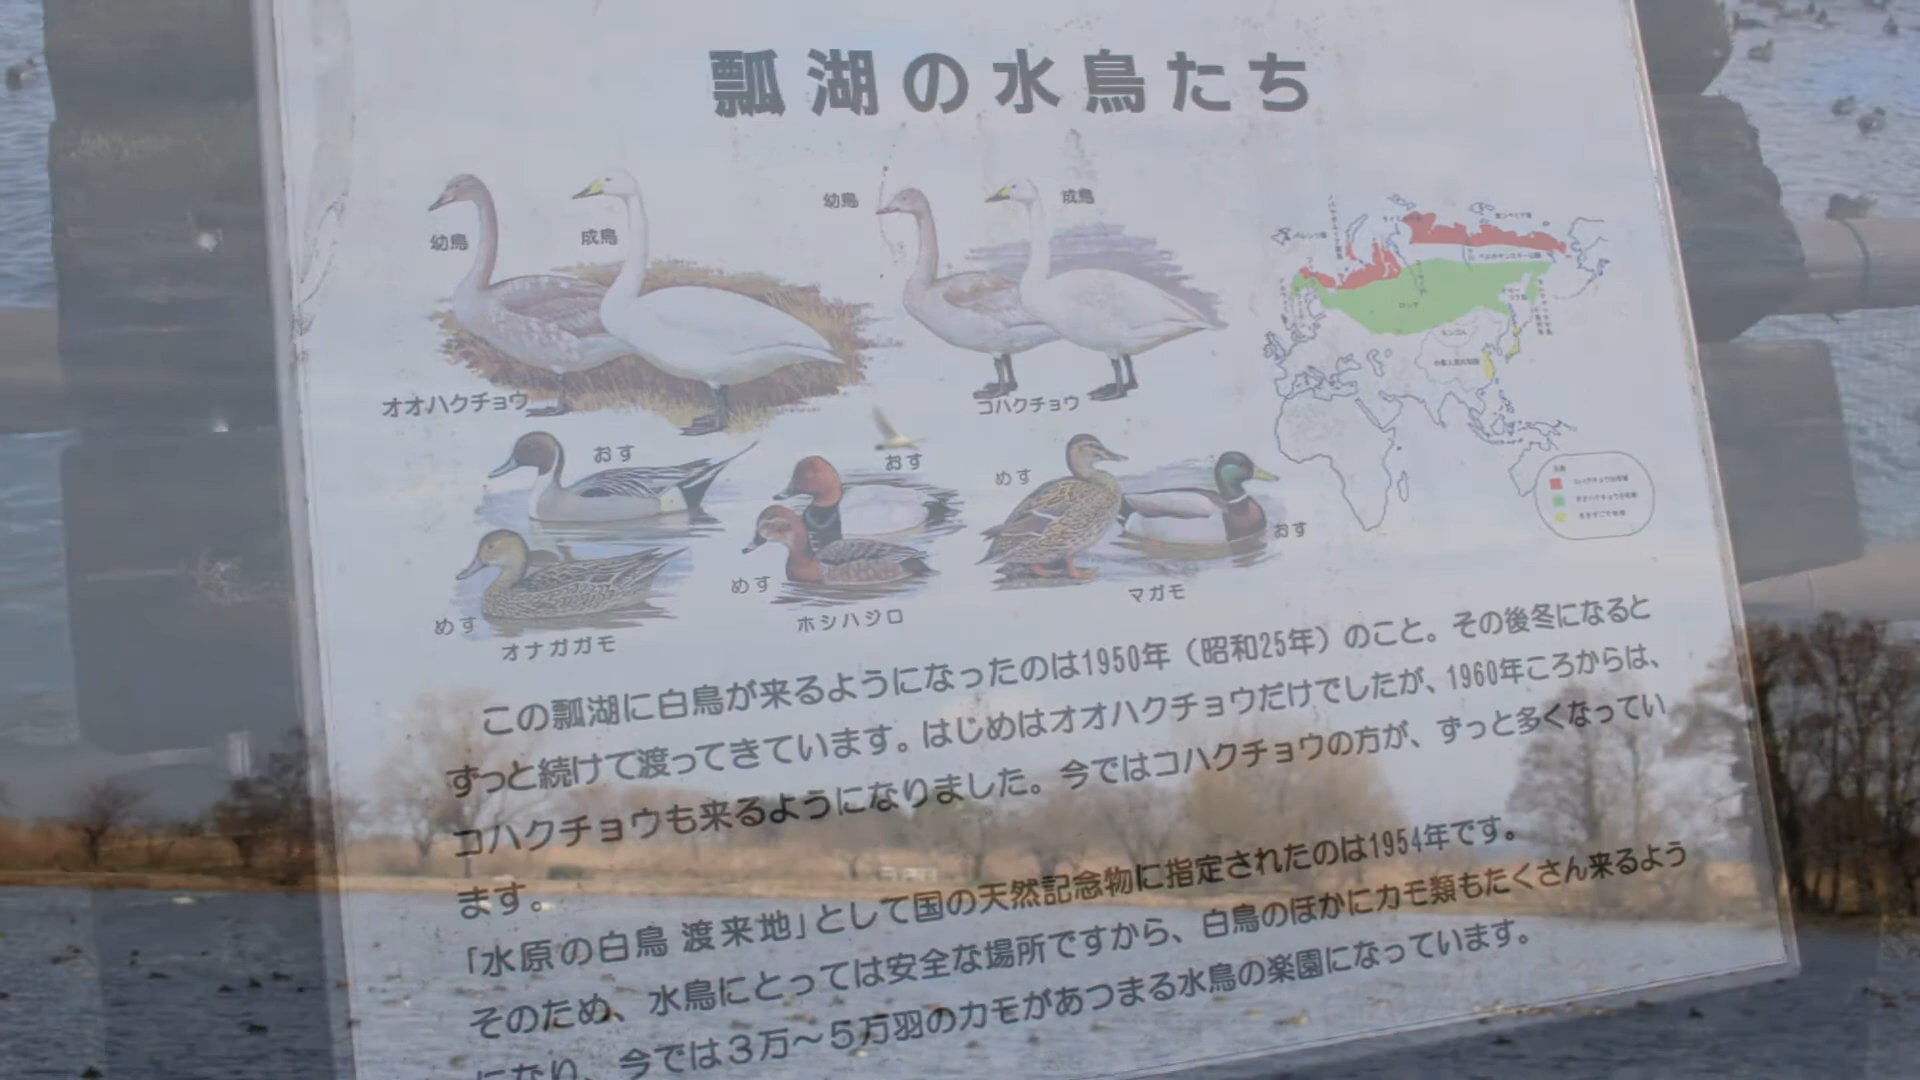 瓢湖の水鳥たち
幼鳥
成鳥
幼鳥
成鳥
オオハクチョウ
コハクチョウ
おす
おす
めす
おす
めす
めす
オナガガモ
ホシハジロ
マガモ
ロシア
モンゴル
この瓢湖に白鳥が来るようになったのは1950年（昭和25年）のこと。その後冬になると
ずっと続けて渡ってきています。はじめはオオハクチョウだけでしたが、1960年ころからは、
コハクチョウも来るようになりました。今ではコハクチョウの方が、ずっと多くなってい
ます。
「水原の白鳥 渡来地」として国の天然記念物に指定されたのは1954年です。
そのため、水鳥にとっては安全な場所ですから、白鳥のほかにカモ類もたくさん来るよう
になり、今では３万～５万羽のカモがあつまる水鳥の楽園になっています。